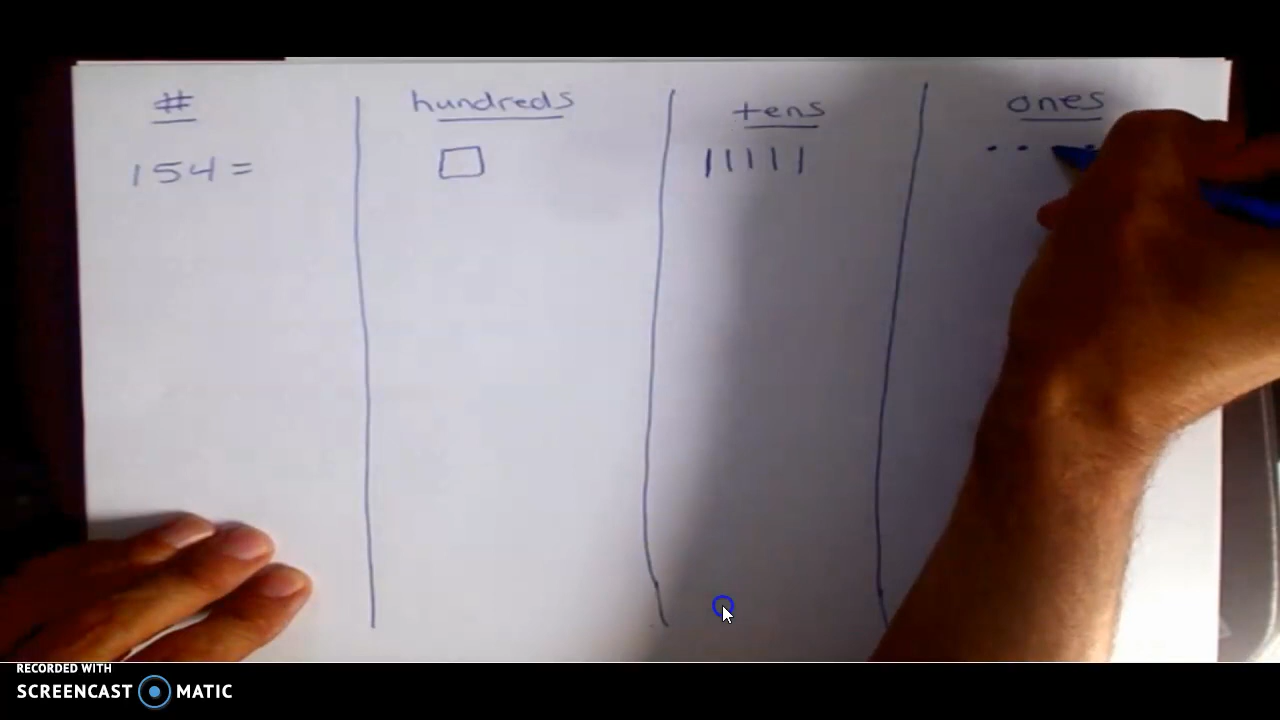 # hundreds tens ones
154 =
RECORDED WITH
SCREENCAST MATIC